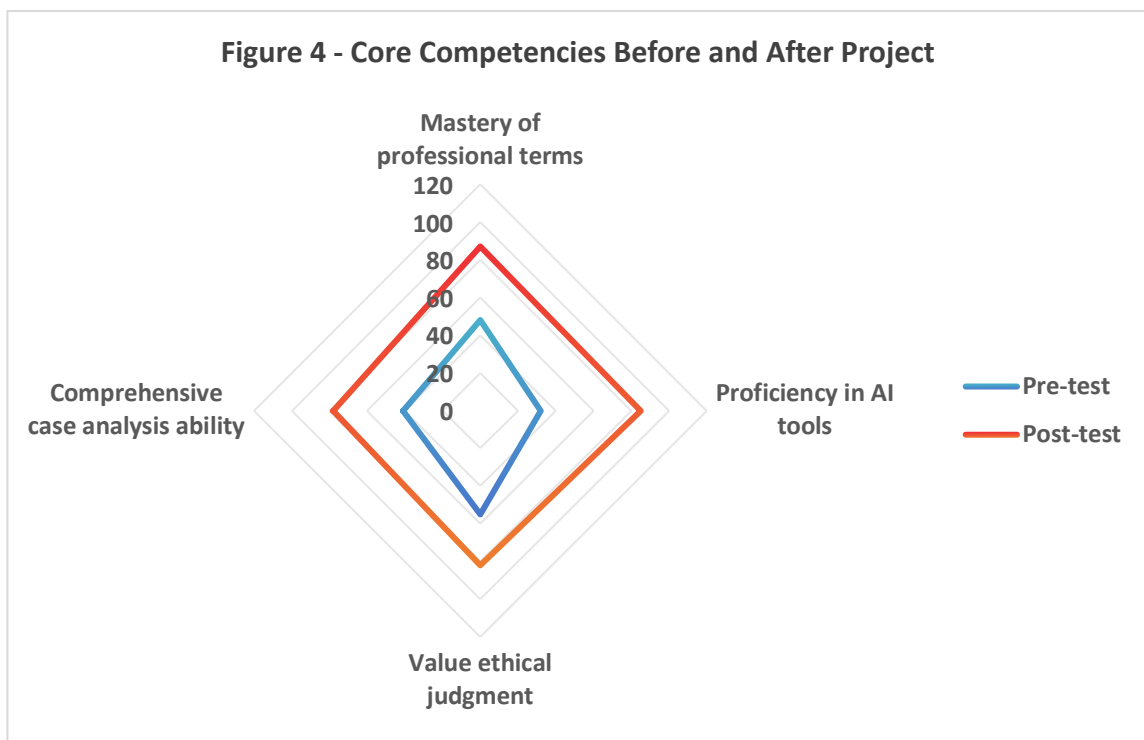 Figure 4 - Core Competencies Before and After Project
Mastery of
professional terms
120
100
80
60
40
20
0
Comprehensive
case analysis ability
Proficiency in AI
tools
Pre-test
Post-test
Value ethical
judgment